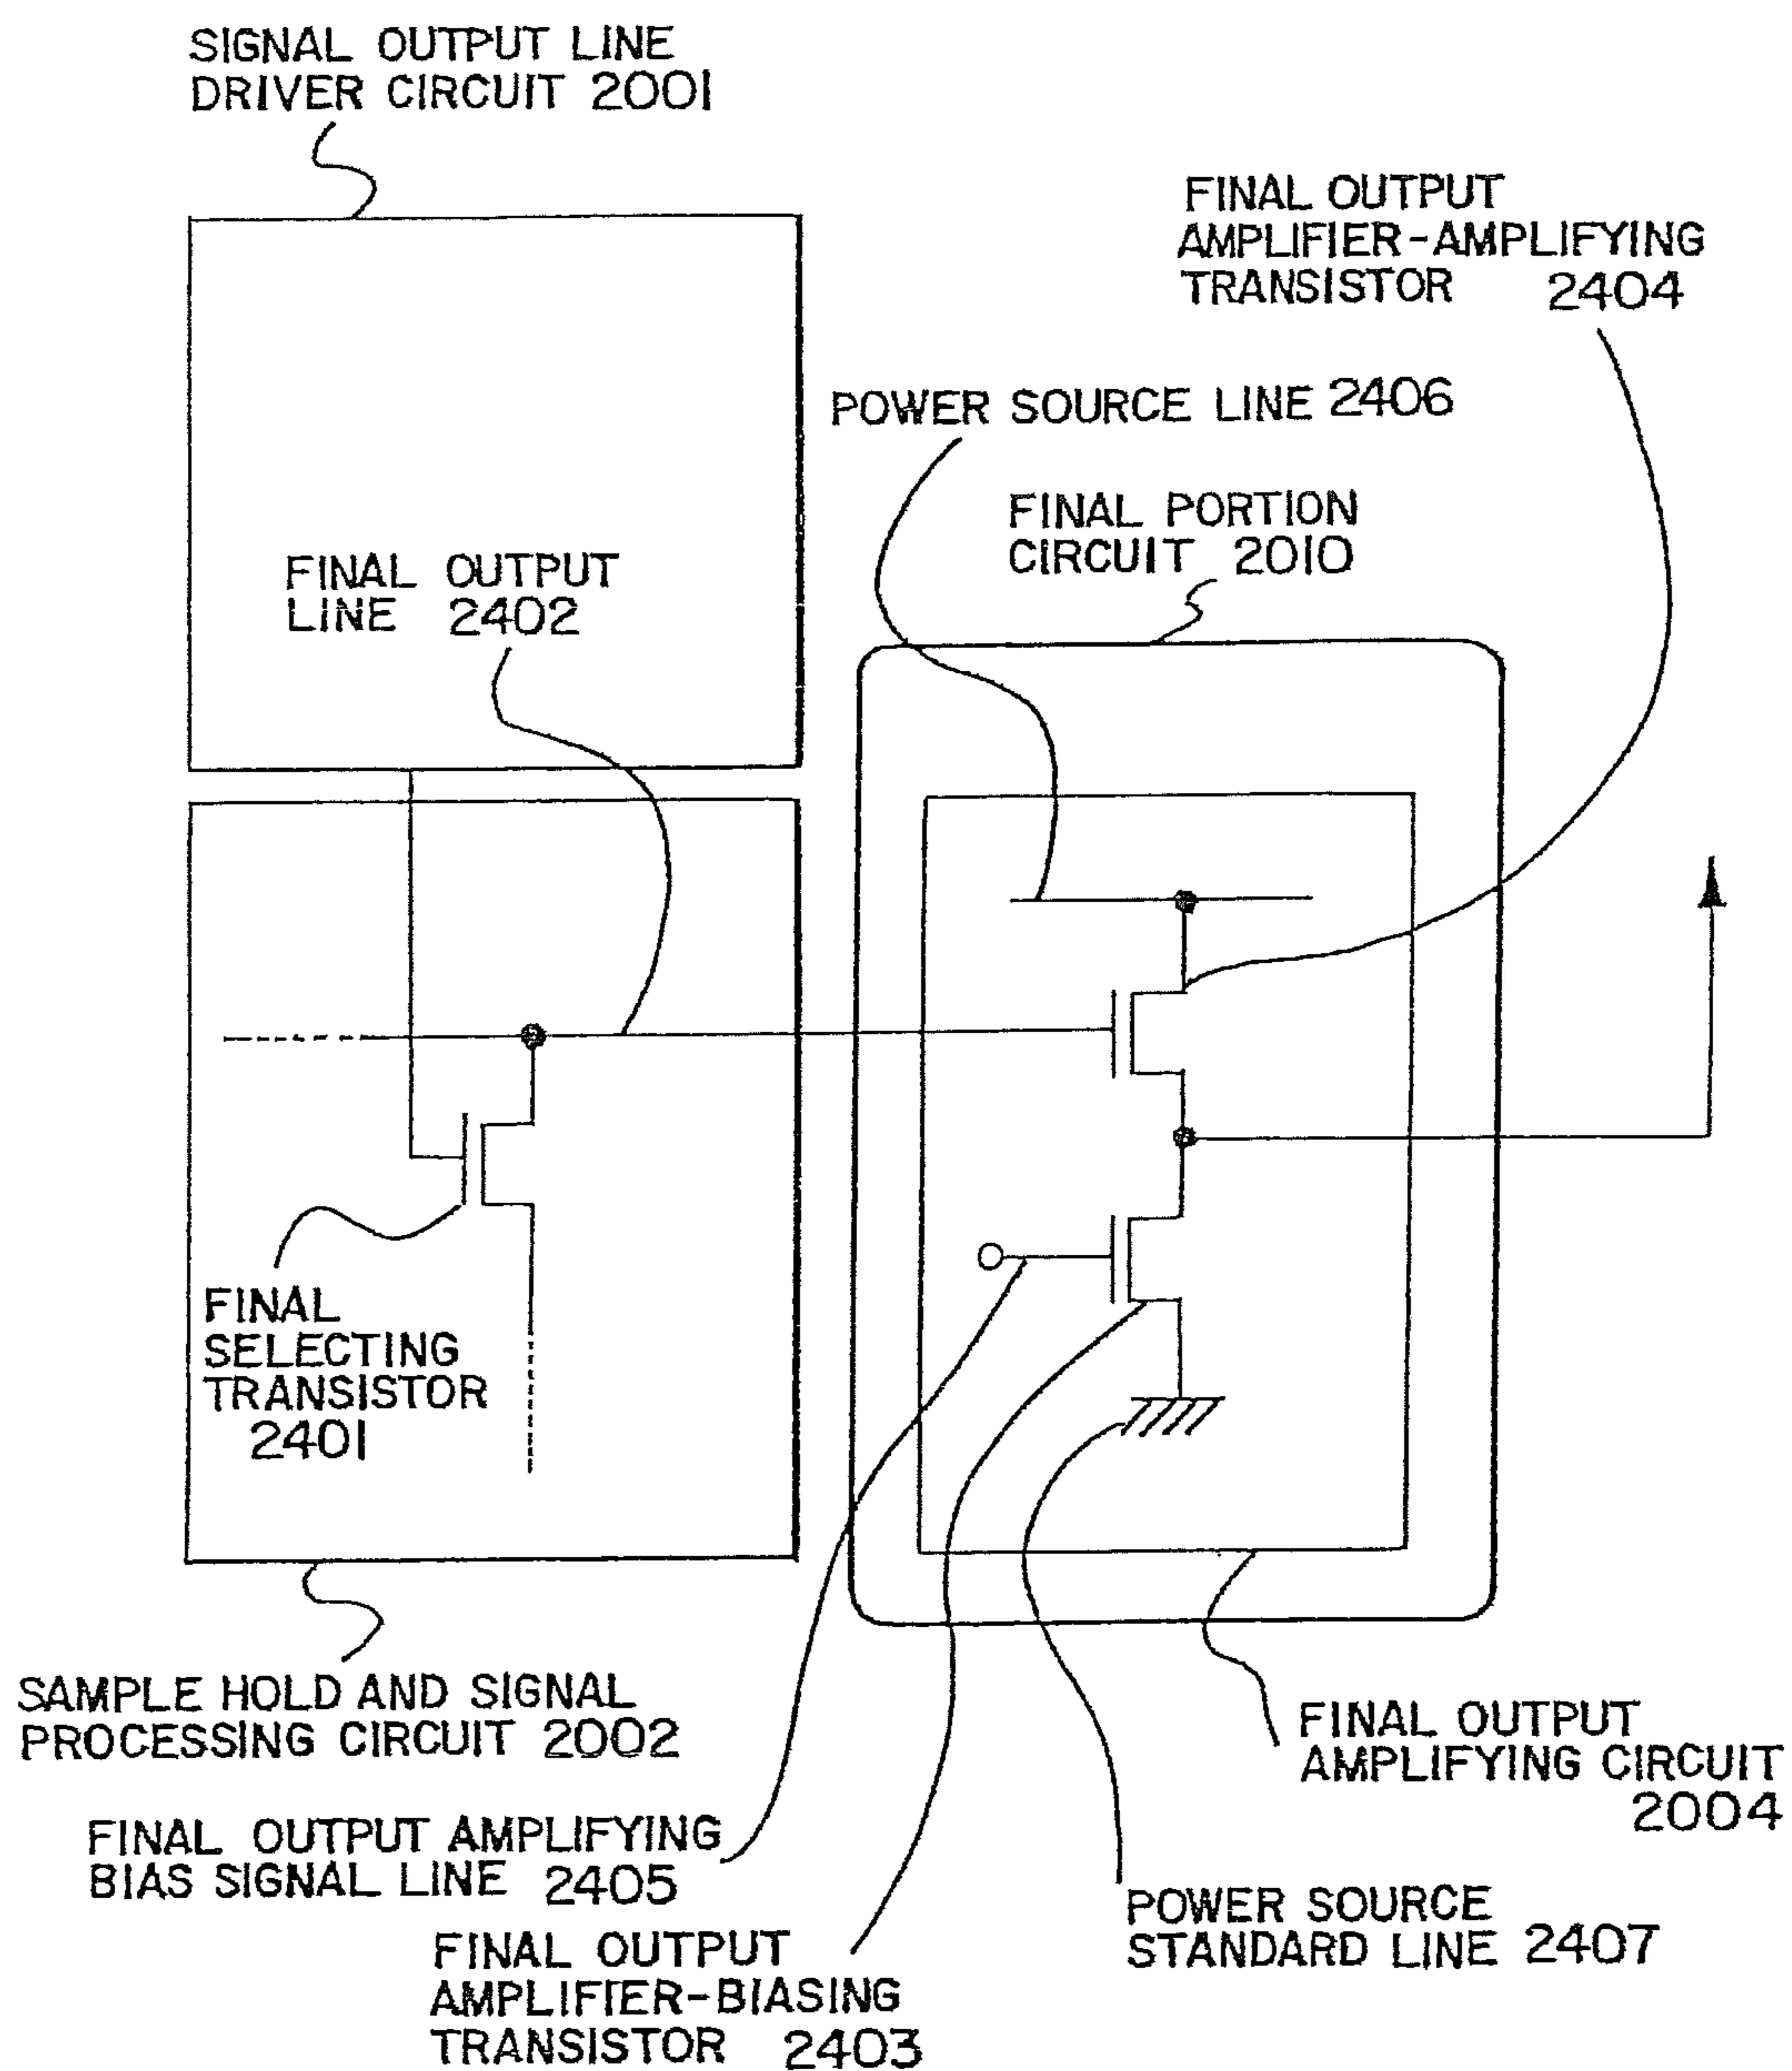 SIGNAL OUTPUT LINE
DRIVER CIRCUIT 2001
FINAL OUTPUT
AMPLIFIER-AMPLIFYING
TRANSISTOR 2404
POWER SOURCE LINE 2406
FINAL PORTION
CIRCUIT 2010
FINAL OUTPUT
LINE 2402
FINAL
SELECTING
TRANSISTOR
2401
SAMPLE HOLD AND SIGNAL
PROCESSING CIRCUIT 2002
FINAL OUTPUT
AMPLIFYING CIRCUIT
2004
FINAL OUTPUT AMPLIFYING
BIAS SIGNAL LINE 2405
POWER SOURCE
STANDARD LINE 2407
FINAL OUTPUT
AMPLIFIER-BIASING
TRANSISTOR 2403